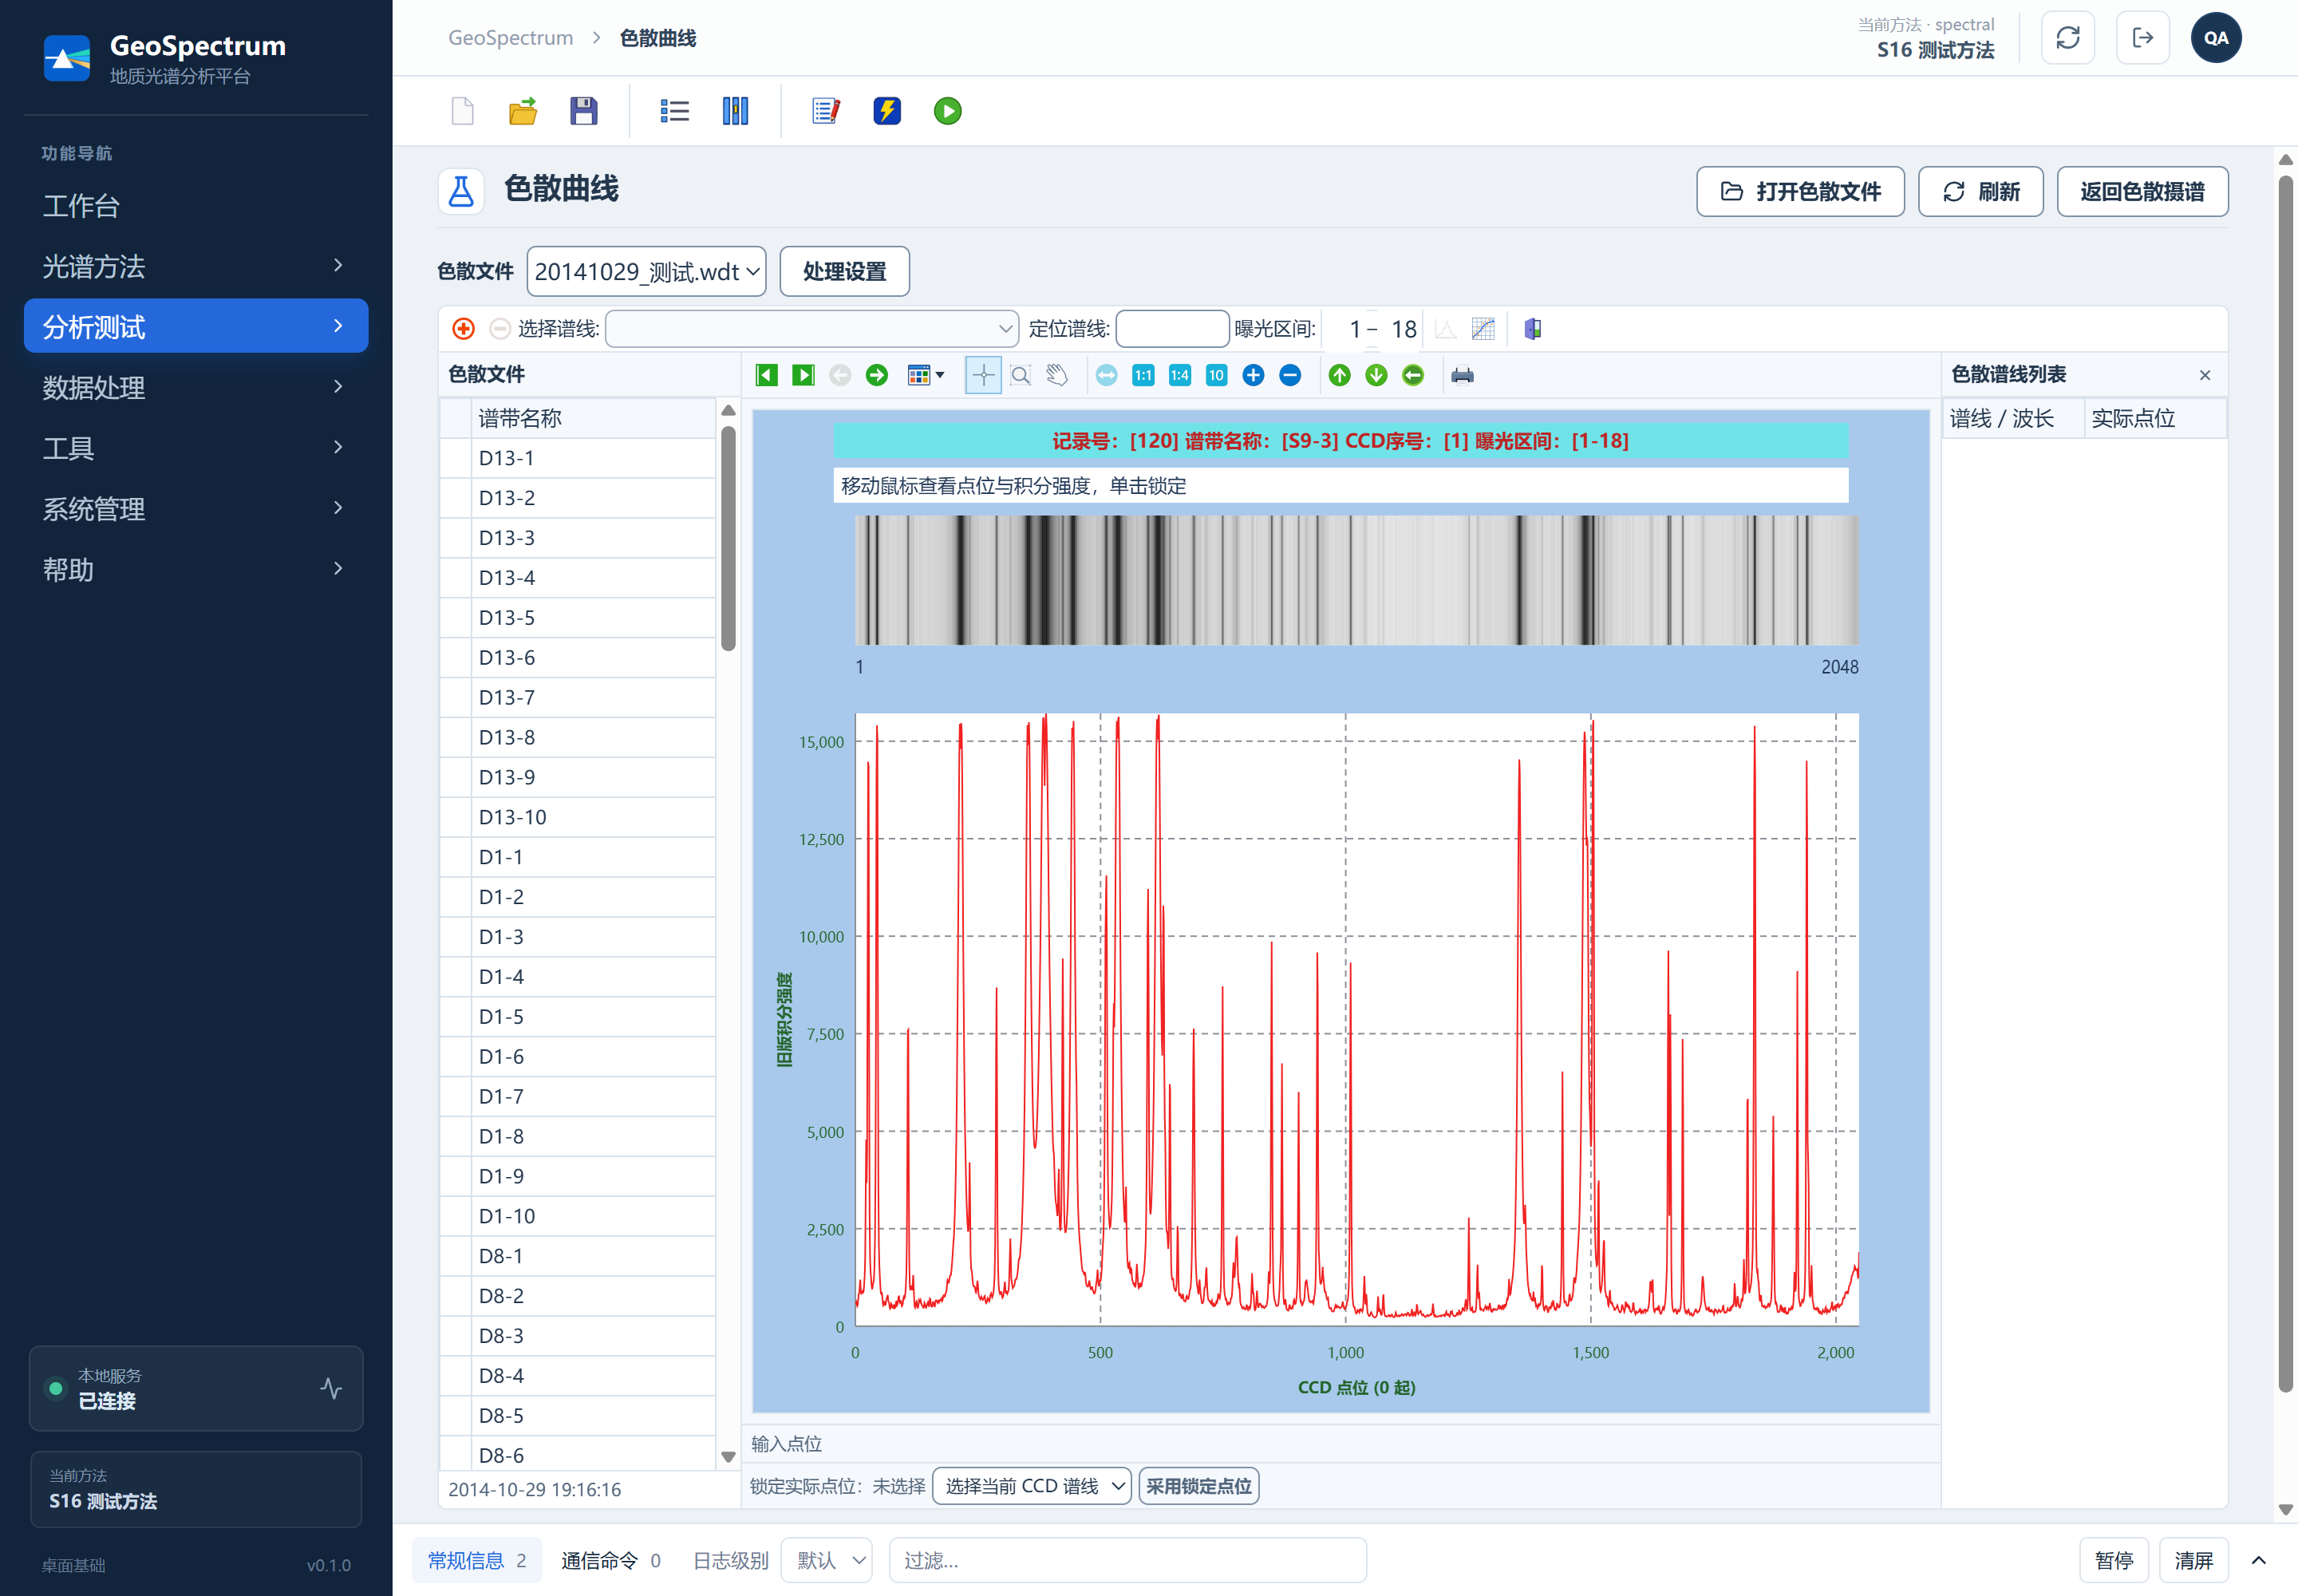 GeoSpectrum
地质光谱分析平台
功能导航
工作台
光谱方法
分析测试
数据处理
工具
系统管理
帮助
本地服务
已连接
当前方法
S16 测试方法
桌面基础 v0.1.0
GeoSpectrum > 色散曲线
当前方法 · spectral
S16 测试方法
QA
色散曲线
打开色散文件 刷新 返回色散摄谱
色散文件 20141029_测试.wdt 处理设置
选择谱线: 定位谱线: 曝光区间: 1 – 18
色散文件
谱带名称
D13-1
D13-2
D13-3
D13-4
D13-5
D13-6
D13-7
D13-8
D13-9
D13-10
D1-1
D1-2
D1-3
D1-4
D1-5
D1-6
D1-7
D1-8
D1-9
D1-10
D8-1
D8-2
D8-3
D8-4
D8-5
D8-6
2014-10-29 19:16:16
1:1 1:4 10
记录号：[120] 谱带名称：[S9-3] CCD序号：[1] 曝光区间：[1-18]
移动鼠标查看点位与积分强度，单击锁定
1 2048
15,000
12,500
10,000
7,500
5,000
2,500
0
旧版积分强度
0 500 1,000 1,500 2,000
CCD 点位 (0 起)
输入点位
锁定实际点位：未选择 选择当前 CCD 谱线 采用锁定点位
色散谱线列表 ×
谱线 / 波长 实际点位
常规信息 2 通信命令 0 日志级别 默认 过滤... 暂停 清屏